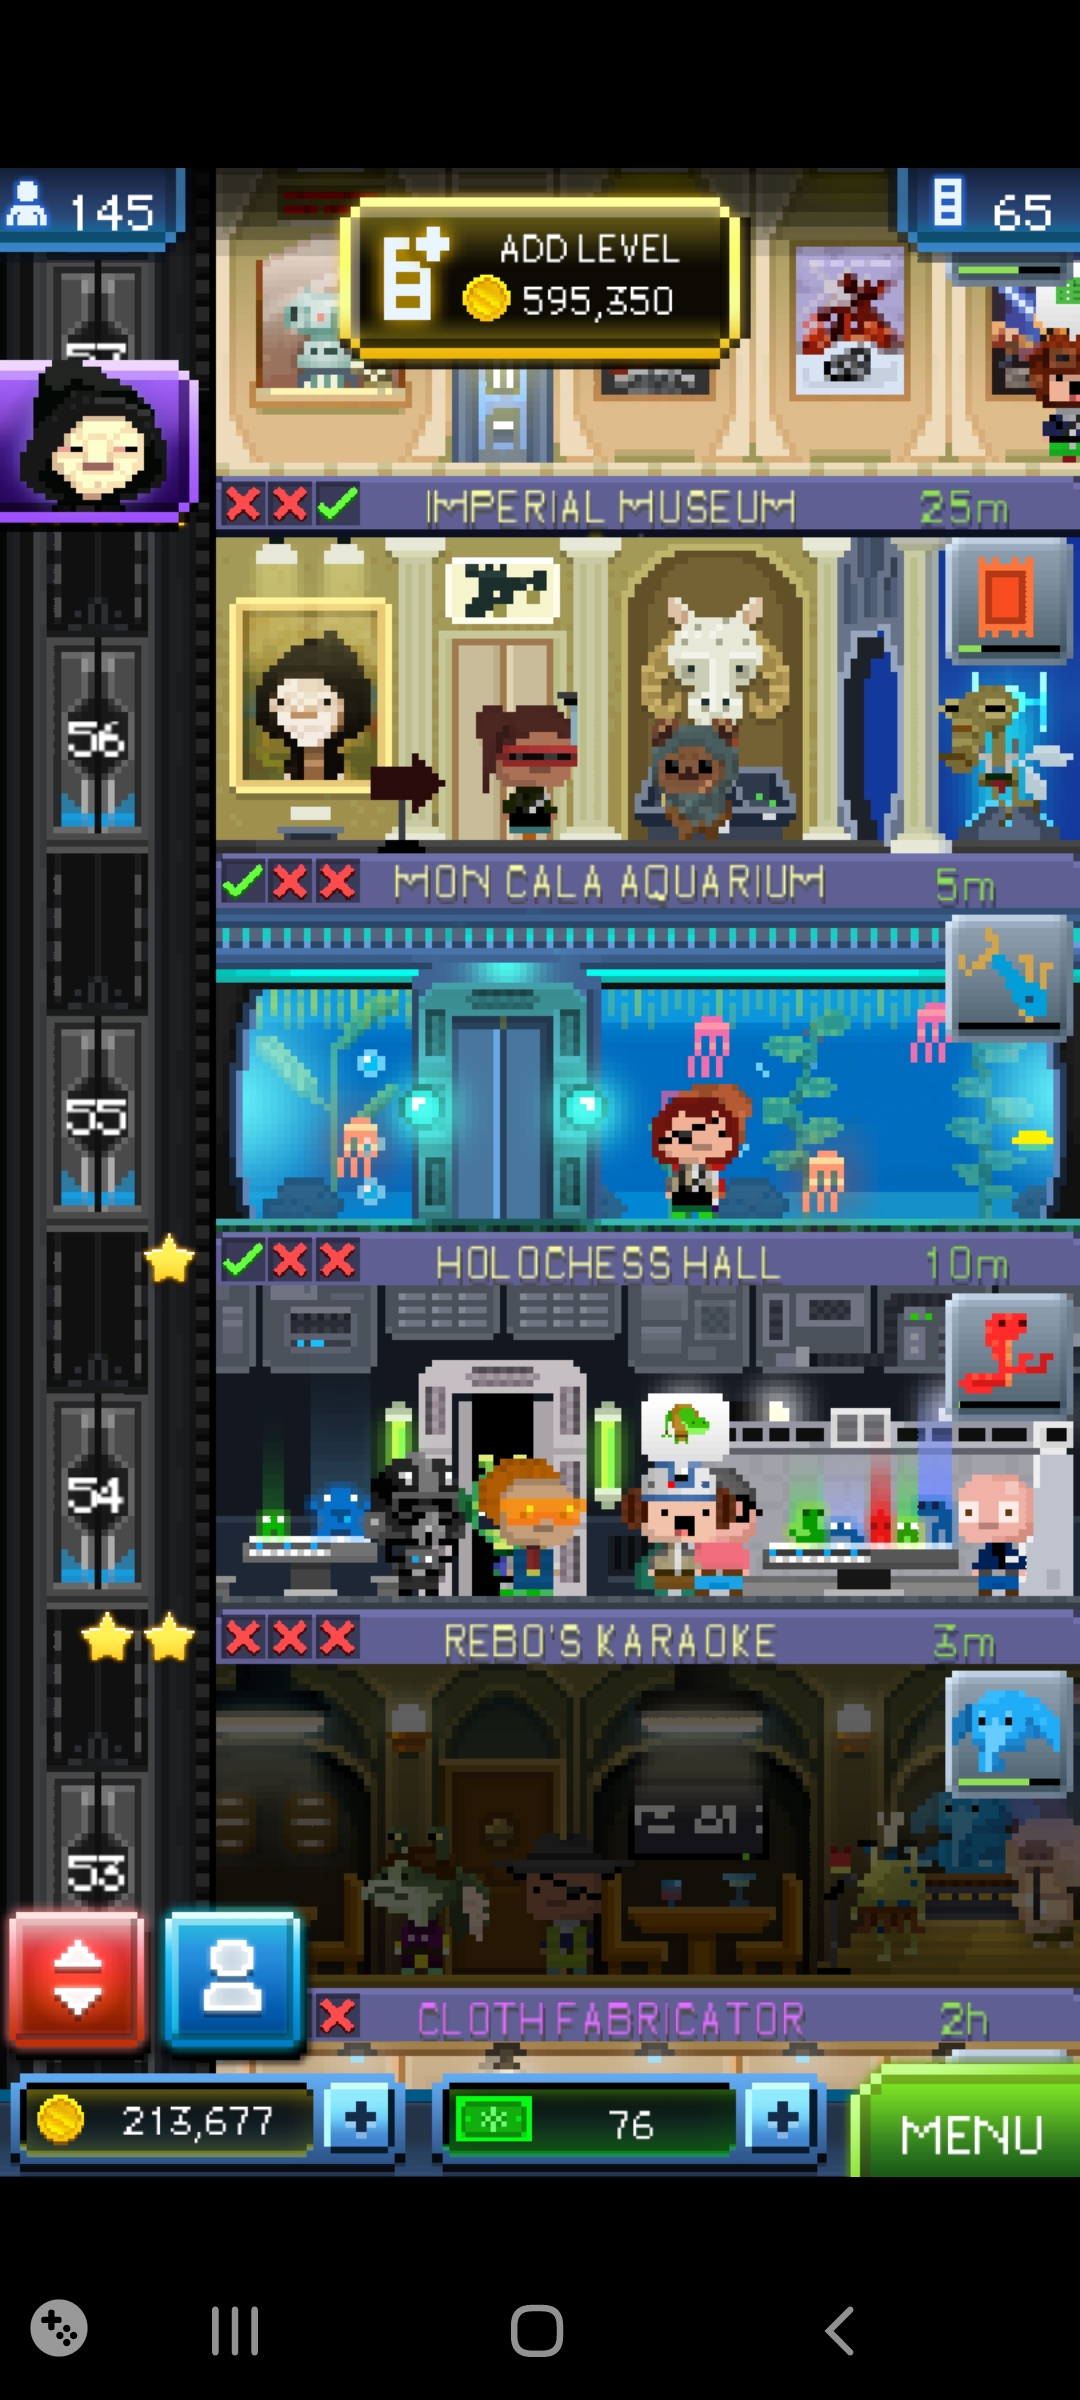 145
65
ADD LEVEL
595,350
57
IMPERIAL MUSEUM 25m
56
MON CALA AQUARIUM 5m
55
HOLOCHESS HALL 10m
54
REBO'S KARAOKE 3m
53
CLOTH FABRICATOR 2h
213,677
76
MENU